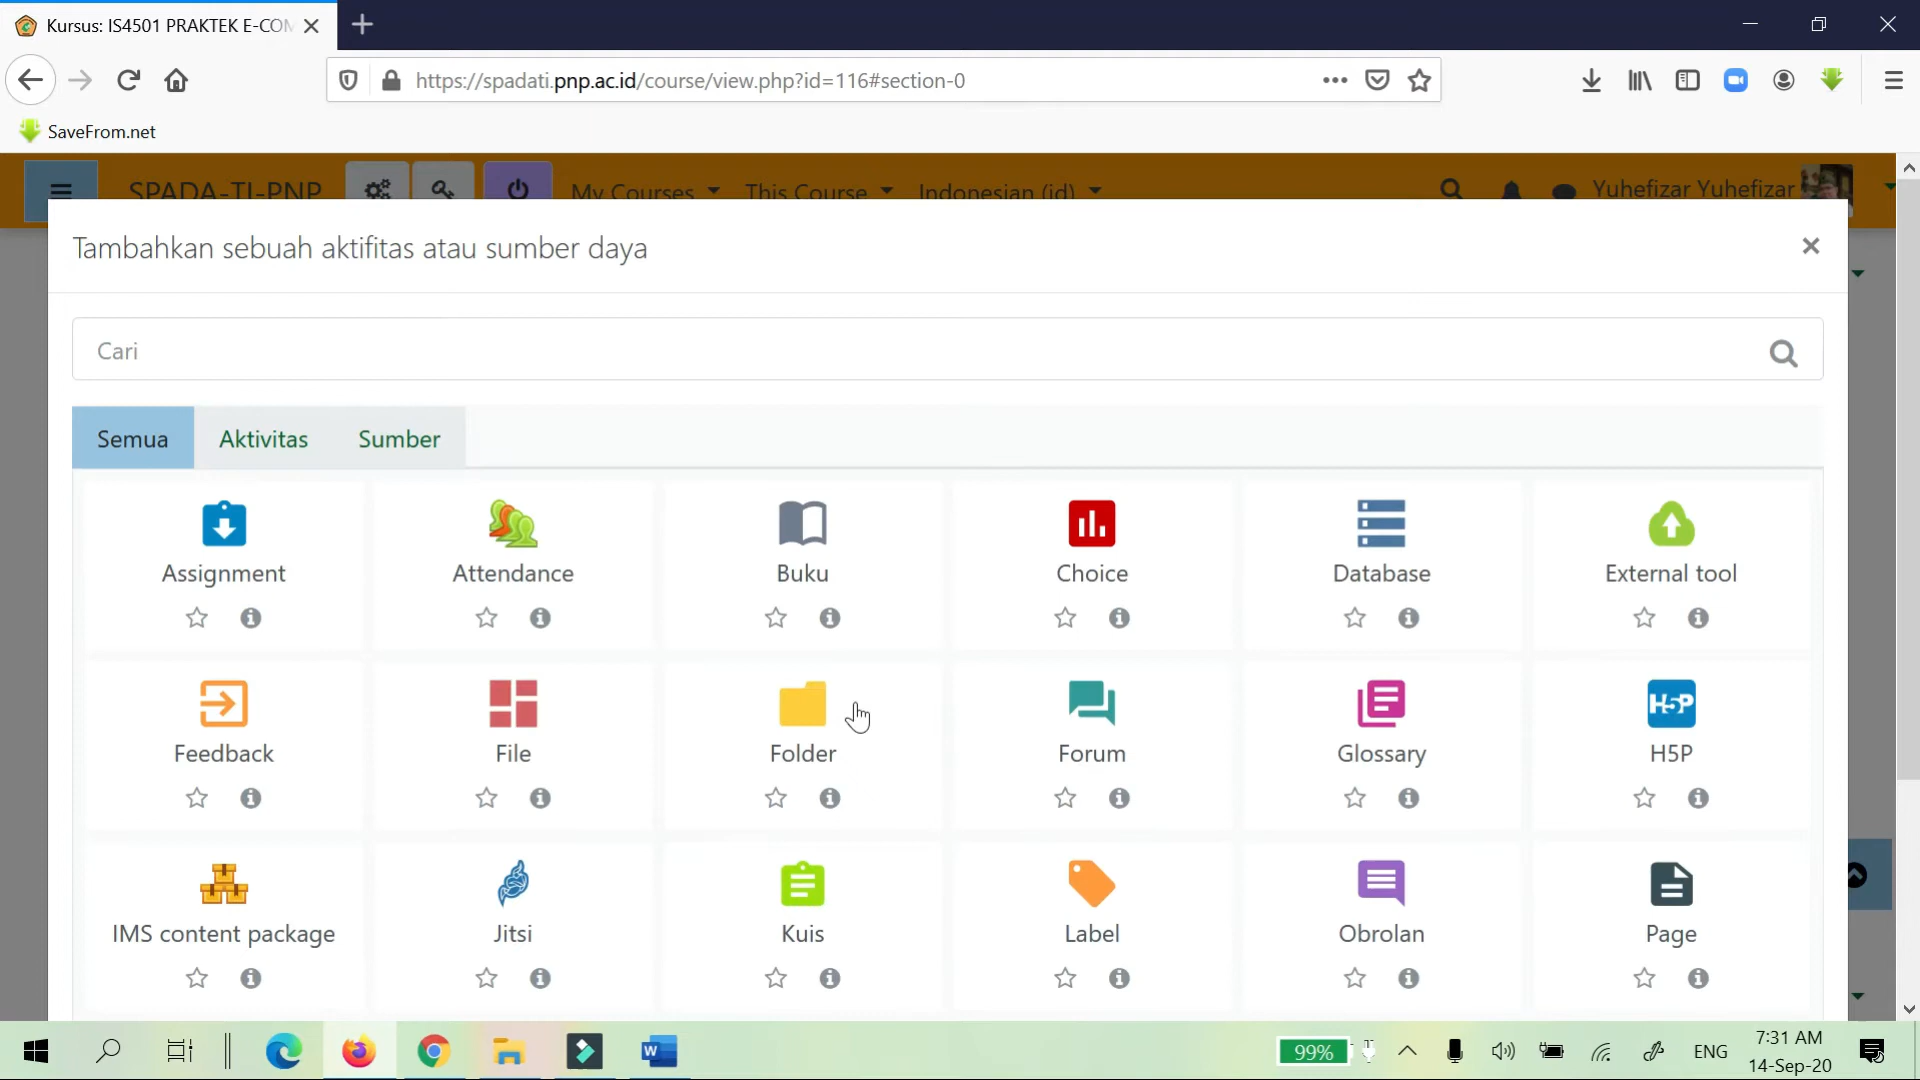 Kursus: IS4501 PRAKTEK E-COM
https://spadati.pnp.ac.id/course/view.php?id=116#section-0
SaveFrom.net
SPADA-TI-PNP
My Courses
This Course
Indonesian (id)
Yuhefizar Yuhefizar
Tambahkan sebuah aktifitas atau sumber daya
Cari
Semua Aktivitas Sumber
Assignment Attendance Buku Choice Database External tool
H5P
Feedback File Folder Forum Glossary H5P
IMS content package Jitsi Kuis Label Obrolan Page
99%
ENG
7:31 AM
14-Sep-20